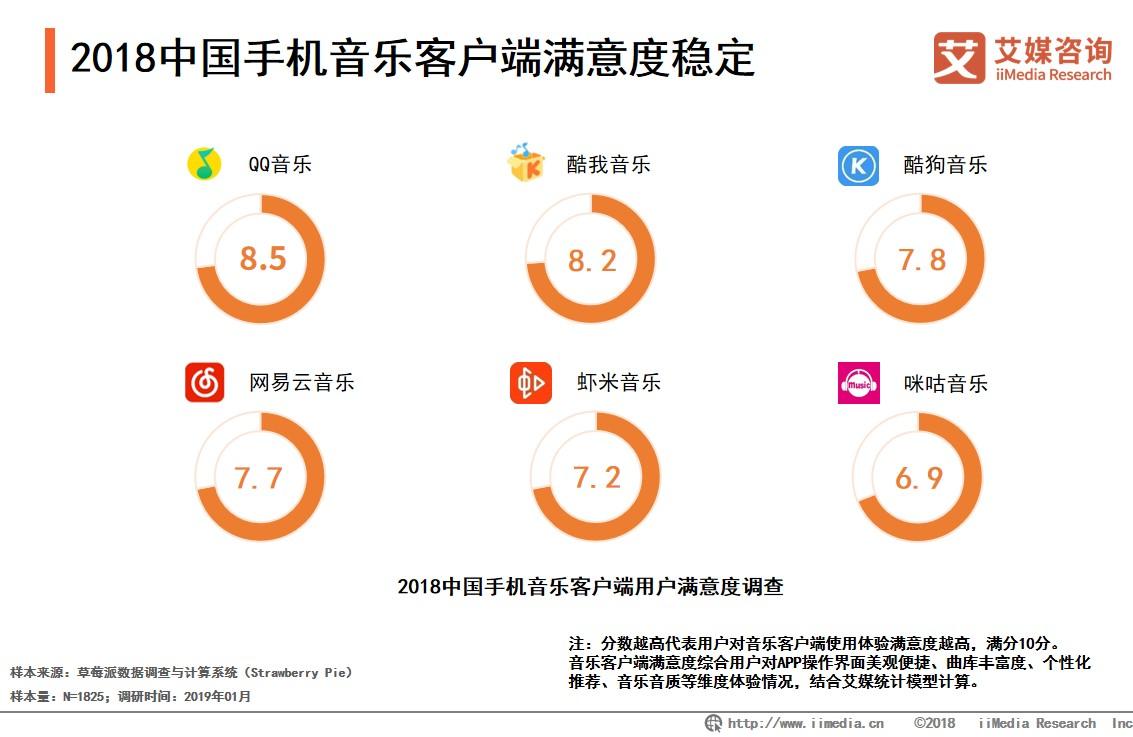 2018中国手机音乐客户端满意度稳定
艾 艾媒咨询
iiMedia Research
QQ音乐
8.5
K 酷我音乐
8.2
K 酷狗音乐
7.8
网易云音乐
7.7
虾米音乐
7.2
music 咪咕音乐
6.9
2018中国手机音乐客户端用户满意度调查
注：分数越高代表用户对音乐客户端使用体验满意度越高，满分10分。
音乐客户端满意度综合用户对APP操作界面美观便捷、曲库丰富度、个性化
推荐、音乐音质等维度体验情况，结合艾媒统计模型计算。
样本来源：草莓派数据调查与计算系统（Strawberry Pie）
样本量：N=1825；调研时间：2019年01月
http://www.iimedia.cn ©2018 iiMedia Research Inc